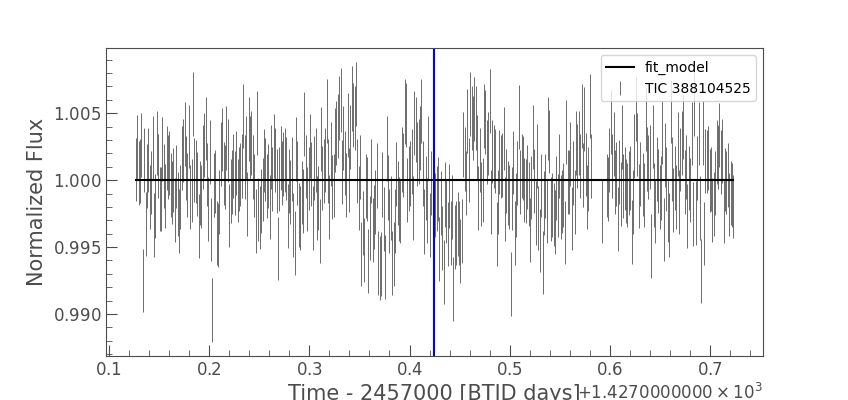 fit_model
TIC 388104525
Normalized Flux
1.005
1.000
0.995
0.990
0.1 0.2 0.3 0.4 0.5 0.6 0.7
Time - 2457000 [BTJD days]
+1.4270000000 × 10³